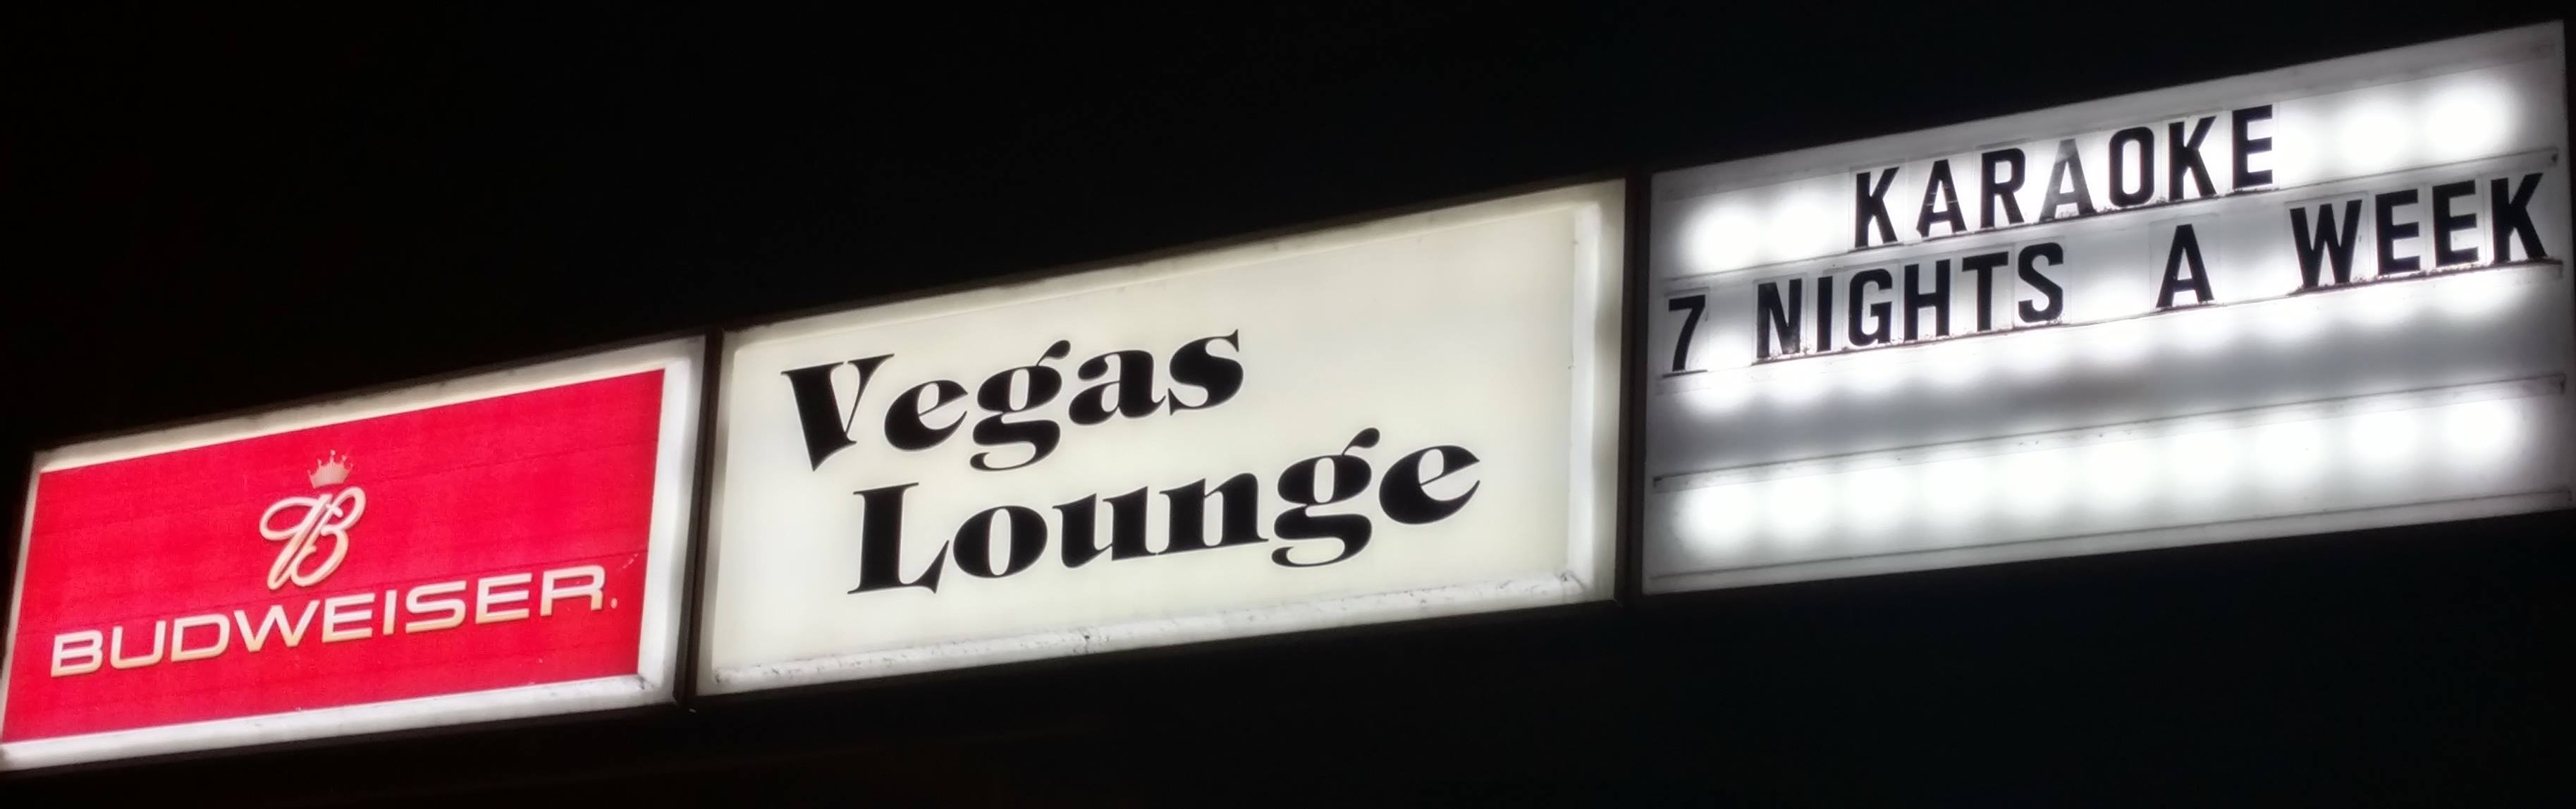 B
BUDWEISER.
Vegas
Lounge
KARAOKE
7 NIGHTS A WEEK